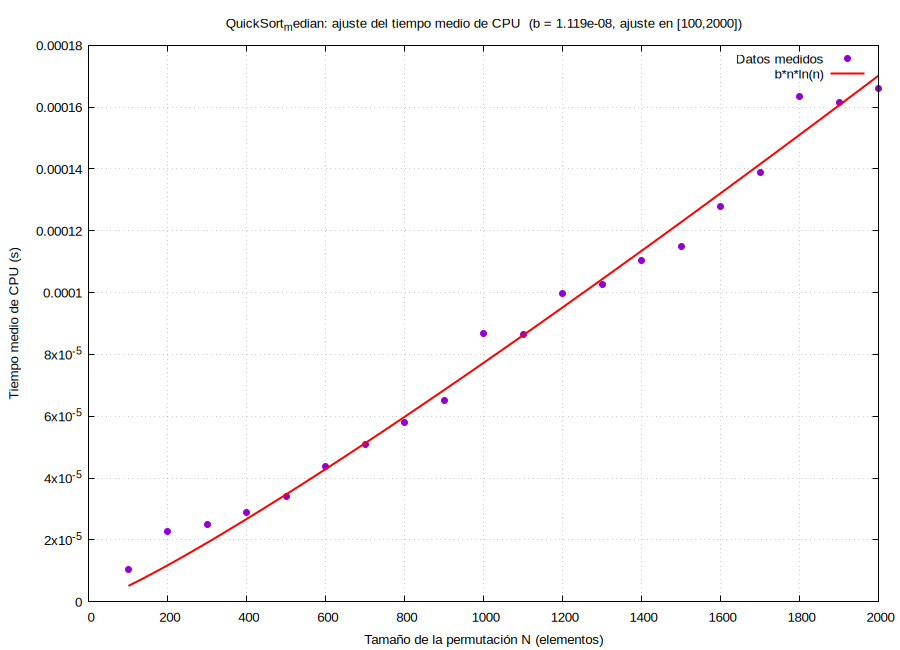 QuickSortmedian: ajuste del tiempo medio de CPU (b = 1.119e-08, ajuste en [100,2000])
Datos medidos
b*n*ln(n)
Tiempo medio de CPU (s)
0.00018
0.00016
0.00014
0.00012
0.0001
8x10-5
6x10-5
4x10-5
2x10-5
0
0 200 400 600 800 1000 1200 1400 1600 1800 2000
Tamaño de la permutación N (elementos)